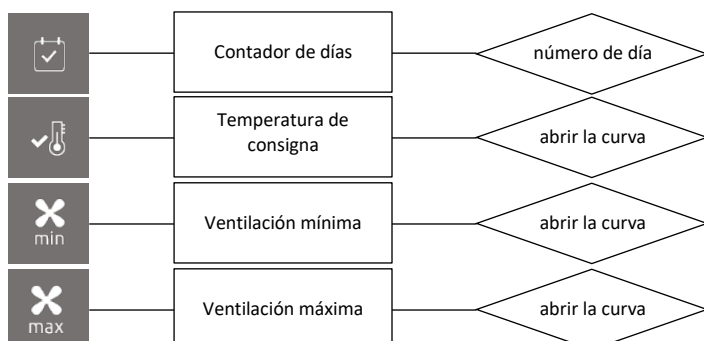 Contador de días
número de día
Temperatura de
consigna
abrir la curva
min
Ventilación mínima
abrir la curva
max
Ventilación máxima
abrir la curva